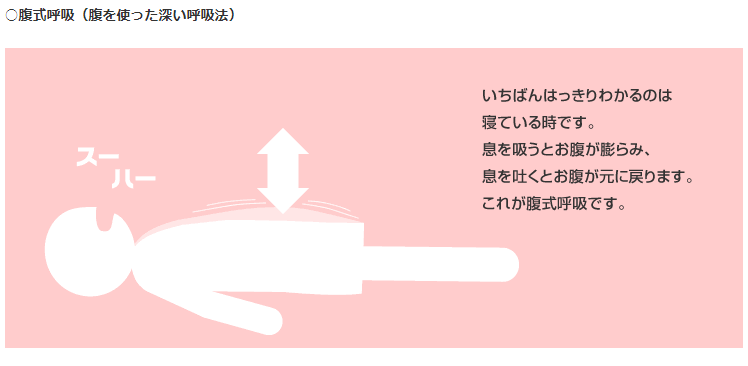 ○腹式呼吸（腹を使った深い呼吸法）
スー
ハー
いちばんはっきりわかるのは
寝ている時です。
息を吸うとお腹が膨らみ、
息を吐くとお腹が元に戻ります。
これが腹式呼吸です。